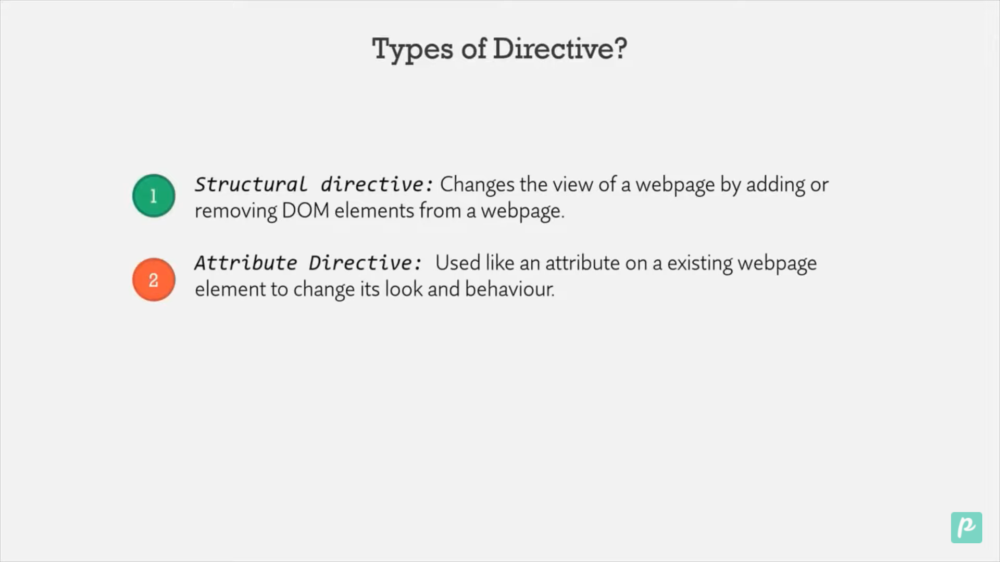 Types of Directive?
1
Structural directive: Changes the view of a webpage by adding or
removing DOM elements from a webpage.
2
Attribute Directive: Used like an attribute on a existing webpage
element to change its look and behaviour.
p